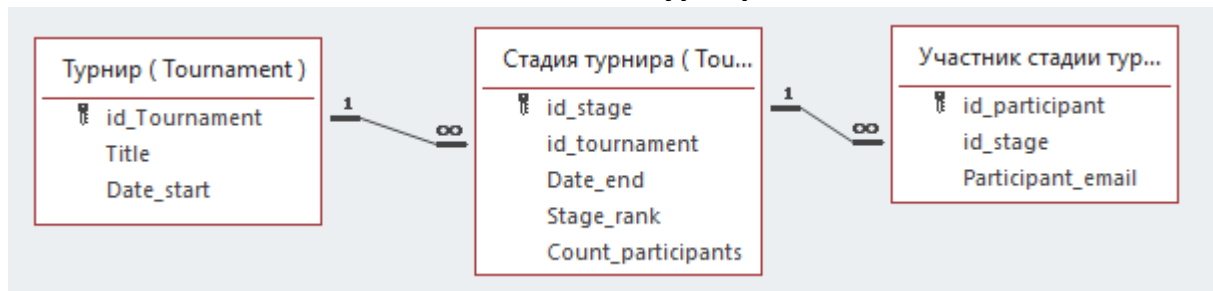 Турнир ( Tournament )
id_Tournament
Title
Date_start
1
∞
Стадия турнира ( Tou...
id_stage
id_tournament
Date_end
Stage_rank
Count_participants
1
∞
Участник стадии тур...
id_participant
id_stage
Participant_email